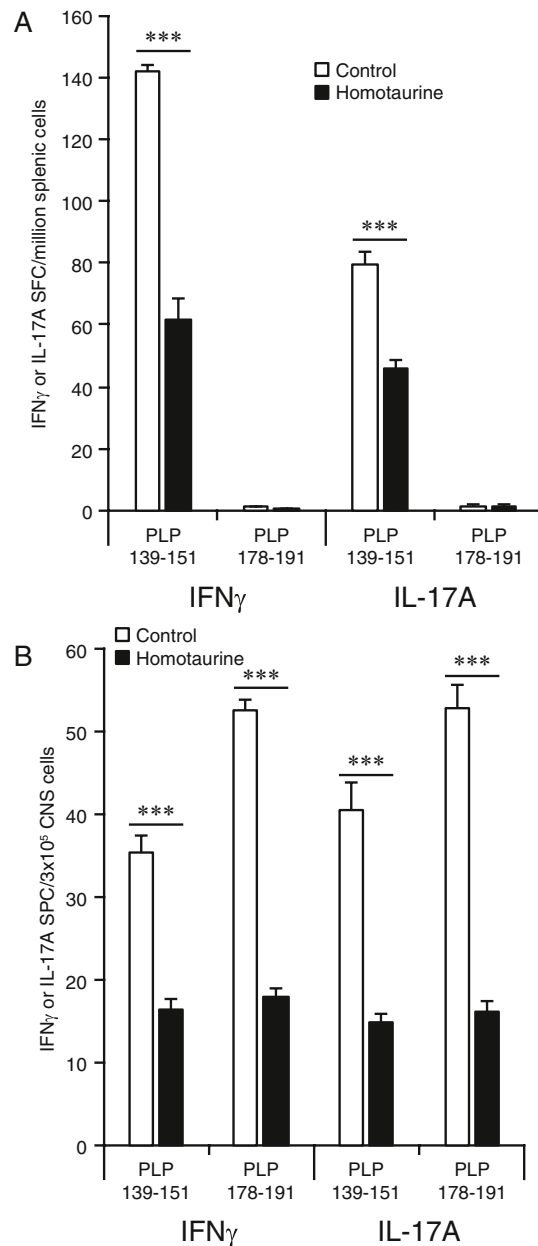 A
160
140
120
100
80
60
40
20
0
IFNγ or IL-17A SFC/million splenic cells
***
***
Control
Homotaurine
PLP
139-151
PLP
178-191
PLP
139-151
PLP
178-191
IFNγ
IL-17A
B
Control
Homotaurine
60
50
40
30
20
10
0
IFNγ or IL-17A SPC/3x10⁵ CNS cells
***
***
***
***
PLP
139-151
PLP
178-191
PLP
139-151
PLP
178-191
IFNγ
IL-17A